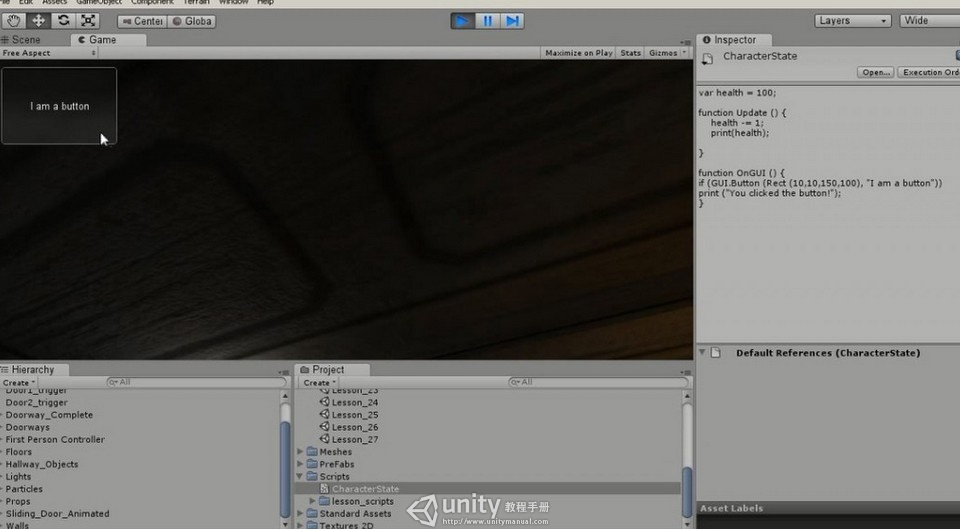 File Edit Assets GameObject Component Terrain Window Help
Center Globa
Layers Wide
Scene Game
Free Aspect
Maximize on Play Stats Gizmos
I am a button
Inspector
CharacterState
Open... Execution Orde
var health = 100;
function Update () {
health -= 1;
print(health);
}
function OnGUI () {
if (GUI.Button (Rect (10,10,150,100), "I am a button"))
print ("You clicked the button!");
}
Default References (CharacterState)
Asset Labels
Hierarchy
Create All
Door1_trigger
Door2_trigger
Doorway_Complete
Doorways
First Person Controller
Floors
Hallway_Objects
Lights
Particles
Props
Sliding_Door_Animated
Walls
Project
Create All
Lesson_23
Lesson_24
Lesson_25
Lesson_26
Lesson_27
Meshes
PreFabs
Scripts
CharacterState
lesson_scripts
Standard Assets
Textures 2D
unity 教程手册
http://www.unitymanual.com